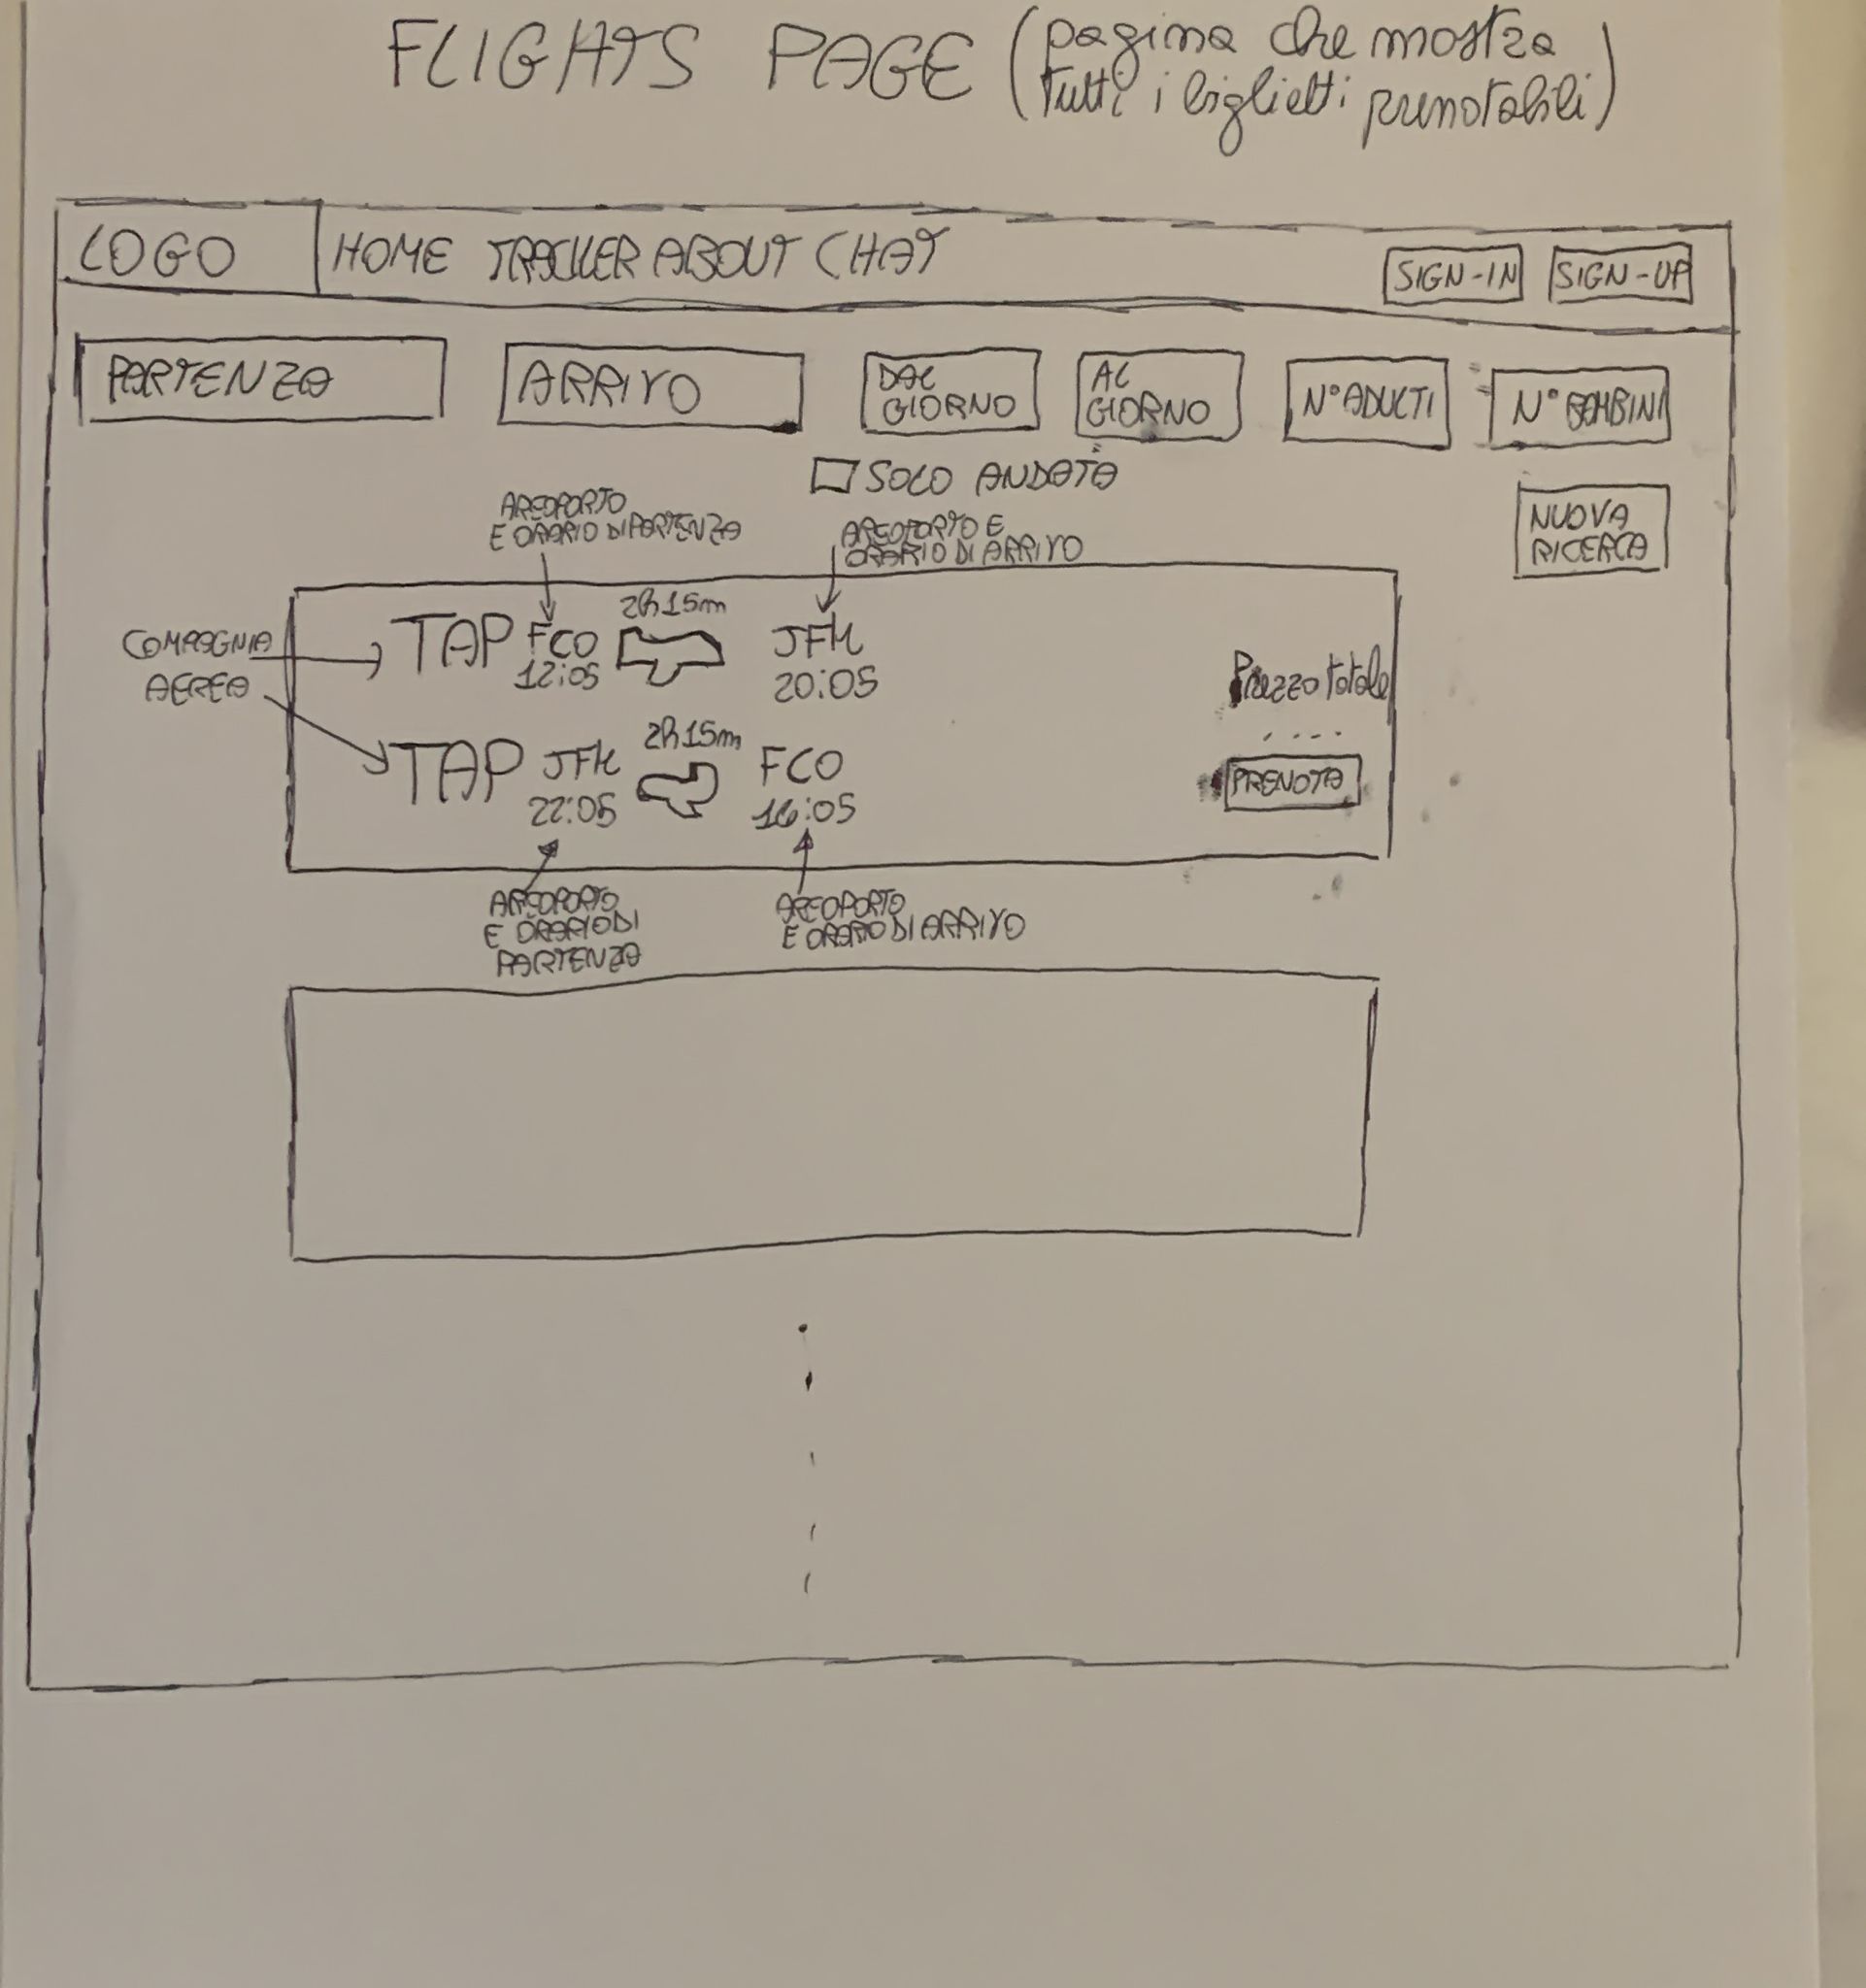 FLIGHTS PAGE (pagina che mostra
tutti i biglietti prenotabili)
LOGO HOME TRACKER ABOUT CHAT SIGN-IN SIGN-UP
PARTENZA ARRIVO DAL GIORNO AL GIORNO N° ADULTI N° BAMBINI
SOLO ANDATA
NUOVA
RICERCA
AREOPORTO
E ORARIO DI PARTENZA
AREOPORTO E
ORARIO DI ARRIVO
COMPAGNIA
AEREA
TAP FCO 2h15m JFK
12:05 20:05
Prezzo totale
....
TAP JFK 2h15m FCO
22:05 16:05
PRENOTA
AREOPORTO
E ORARIO DI
PARTENZA
AREOPORTO
E ORARIO DI ARRIVO